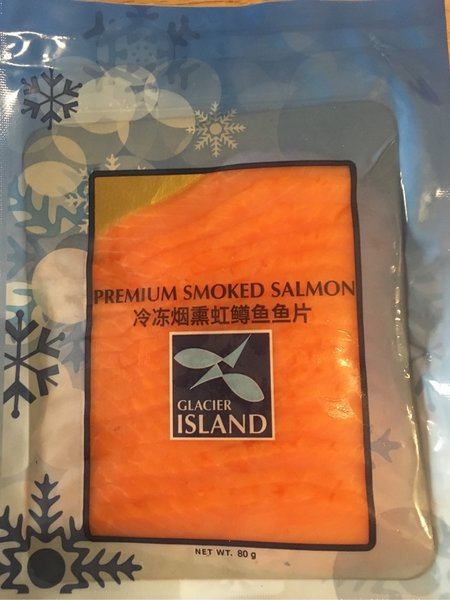 PREMIUM SMOKED SALMON
冷冻烟熏虹鳟鱼鱼片
GLACIER
ISLAND
NET WT. 80 g